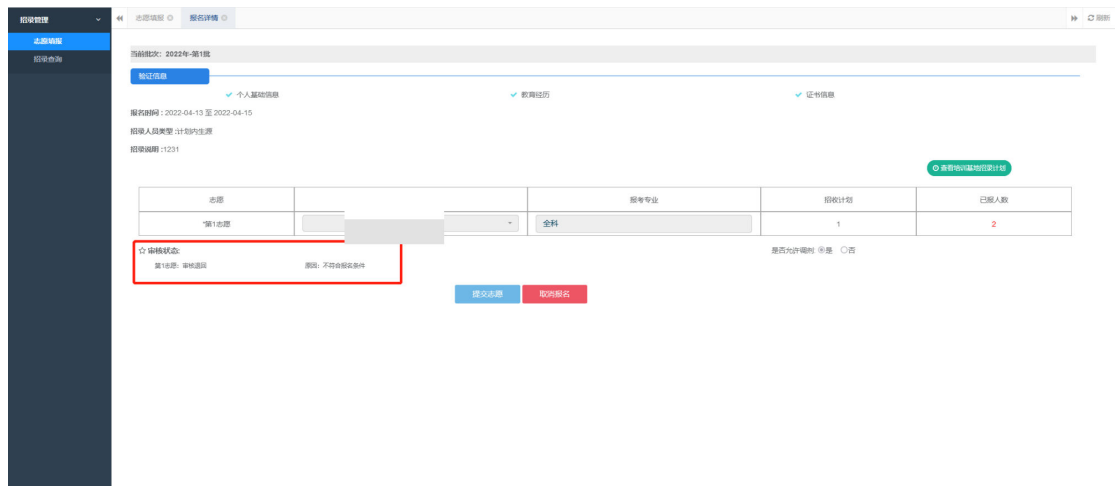 招录管理
志愿填报
报名详情
刷新
志愿填报
招录查询
当前批次：2022年-第1批
验证信息
个人基础信息
教育经历
证书信息
报名时间：2022-04-13 至 2022-04-15
招录人员类型 :计划内生源
招录说明 :1231
查看培训基地招录计划
志愿
报考专业
招收计划
已报人数
*第1志愿
全科
1
2
审核状态:
是否允许调剂: 是 否
第1志愿：审核退回
原因：不符合报名条件
提交志愿
取消报名